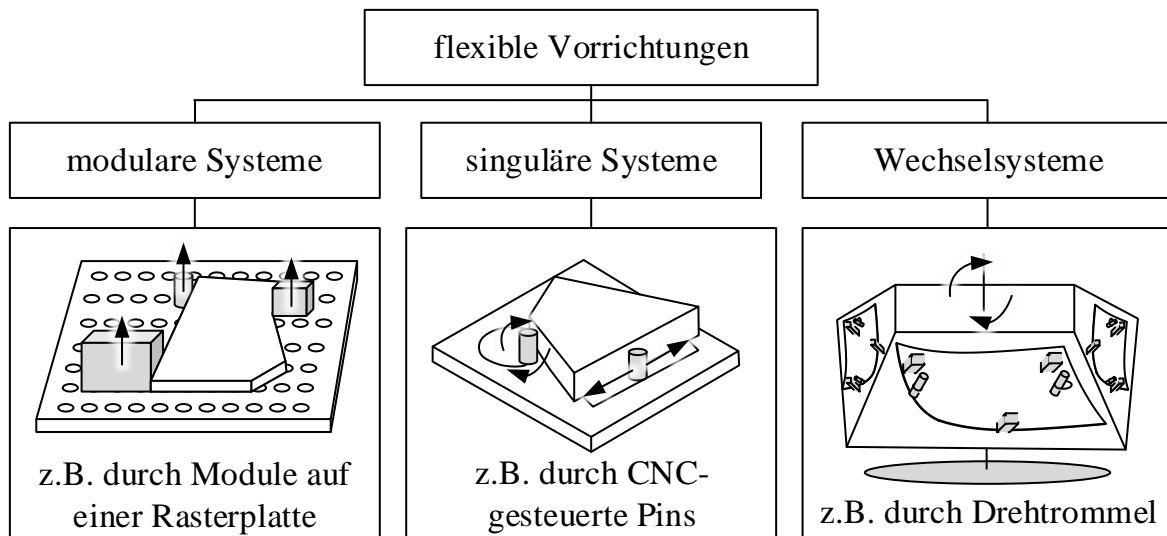 flexible Vorrichtungen
modulare Systeme
singuläre Systeme
Wechselsysteme
z.B. durch Module auf
einer Rasterplatte
z.B. durch CNC-
gesteuerte Pins
z.B. durch Drehtrommel